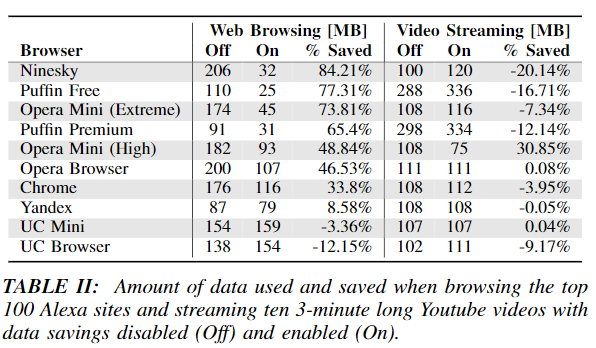 Web Browsing [MB] Video Streaming [MB]
Browser Off On % Saved Off On % Saved
Ninesky 206 32 84.21% 100 120 -20.14%
Puffin Free 110 25 77.31% 288 336 -16.71%
Opera Mini (Extreme) 174 45 73.81% 108 116 -7.34%
Puffin Premium 91 31 65.4% 298 334 -12.14%
Opera Mini (High) 182 93 48.84% 108 75 30.85%
Opera Browser 200 107 46.53% 111 111 0.08%
Chrome 176 116 33.8% 108 112 -3.95%
Yandex 87 79 8.58% 108 108 -0.05%
UC Mini 154 159 -3.36% 107 107 0.04%
UC Browser 138 154 -12.15% 102 111 -9.17%
TABLE II: Amount of data used and saved when browsing the top
100 Alexa sites and streaming ten 3-minute long Youtube videos with
data savings disabled (Off) and enabled (On).